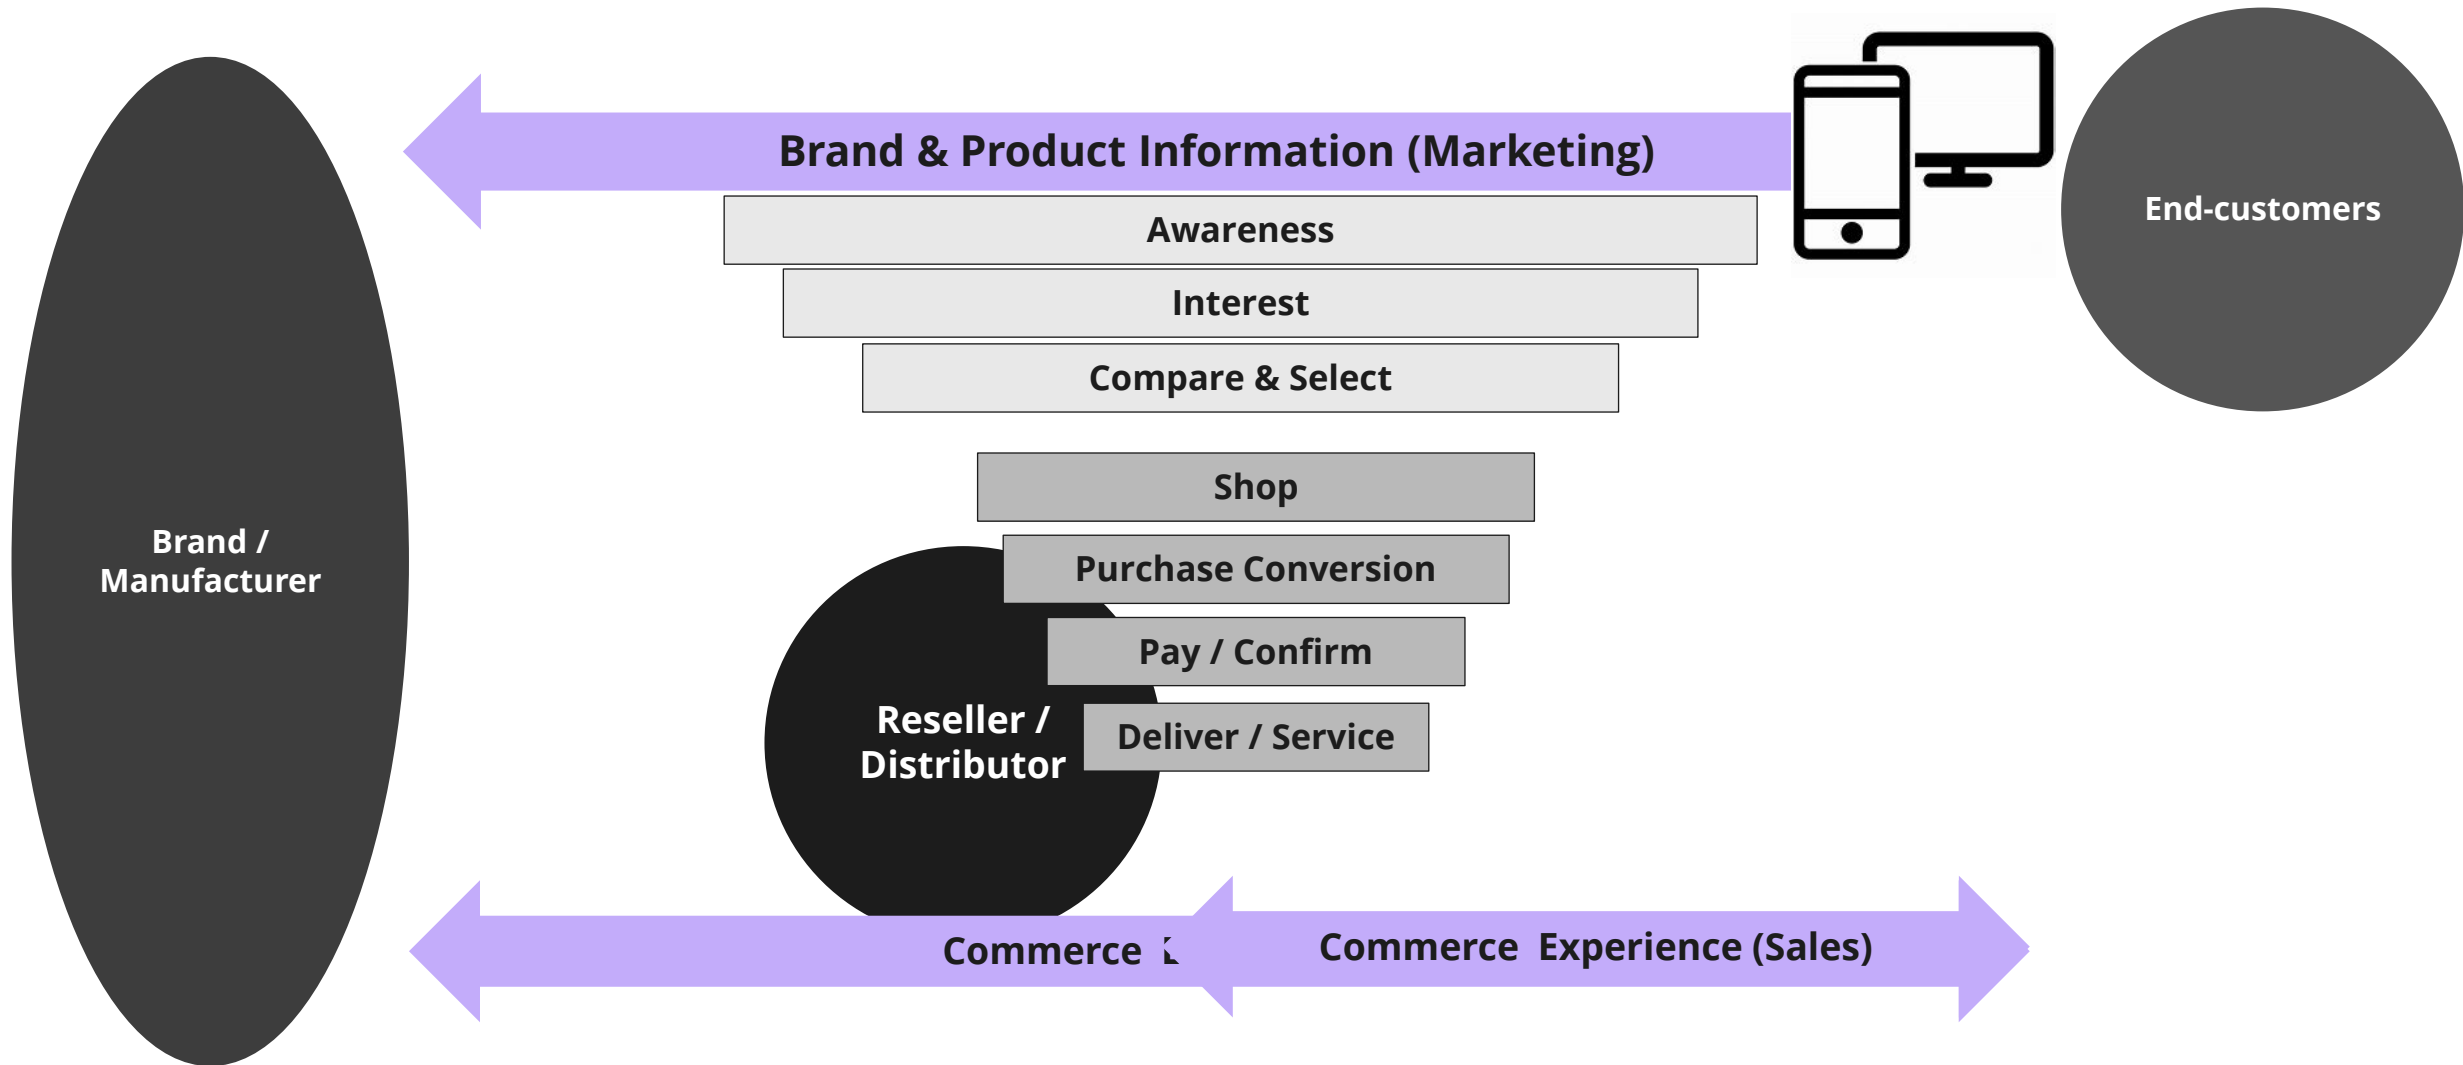 Brand & Product Information (Marketing)
End-customers
Awareness
Interest
Compare & Select
Shop
Brand /
Manufacturer
Purchase Conversion
Pay / Confirm
Reseller /
Distributor
Deliver / Service
Commerce
Commerce Experience (Sales)